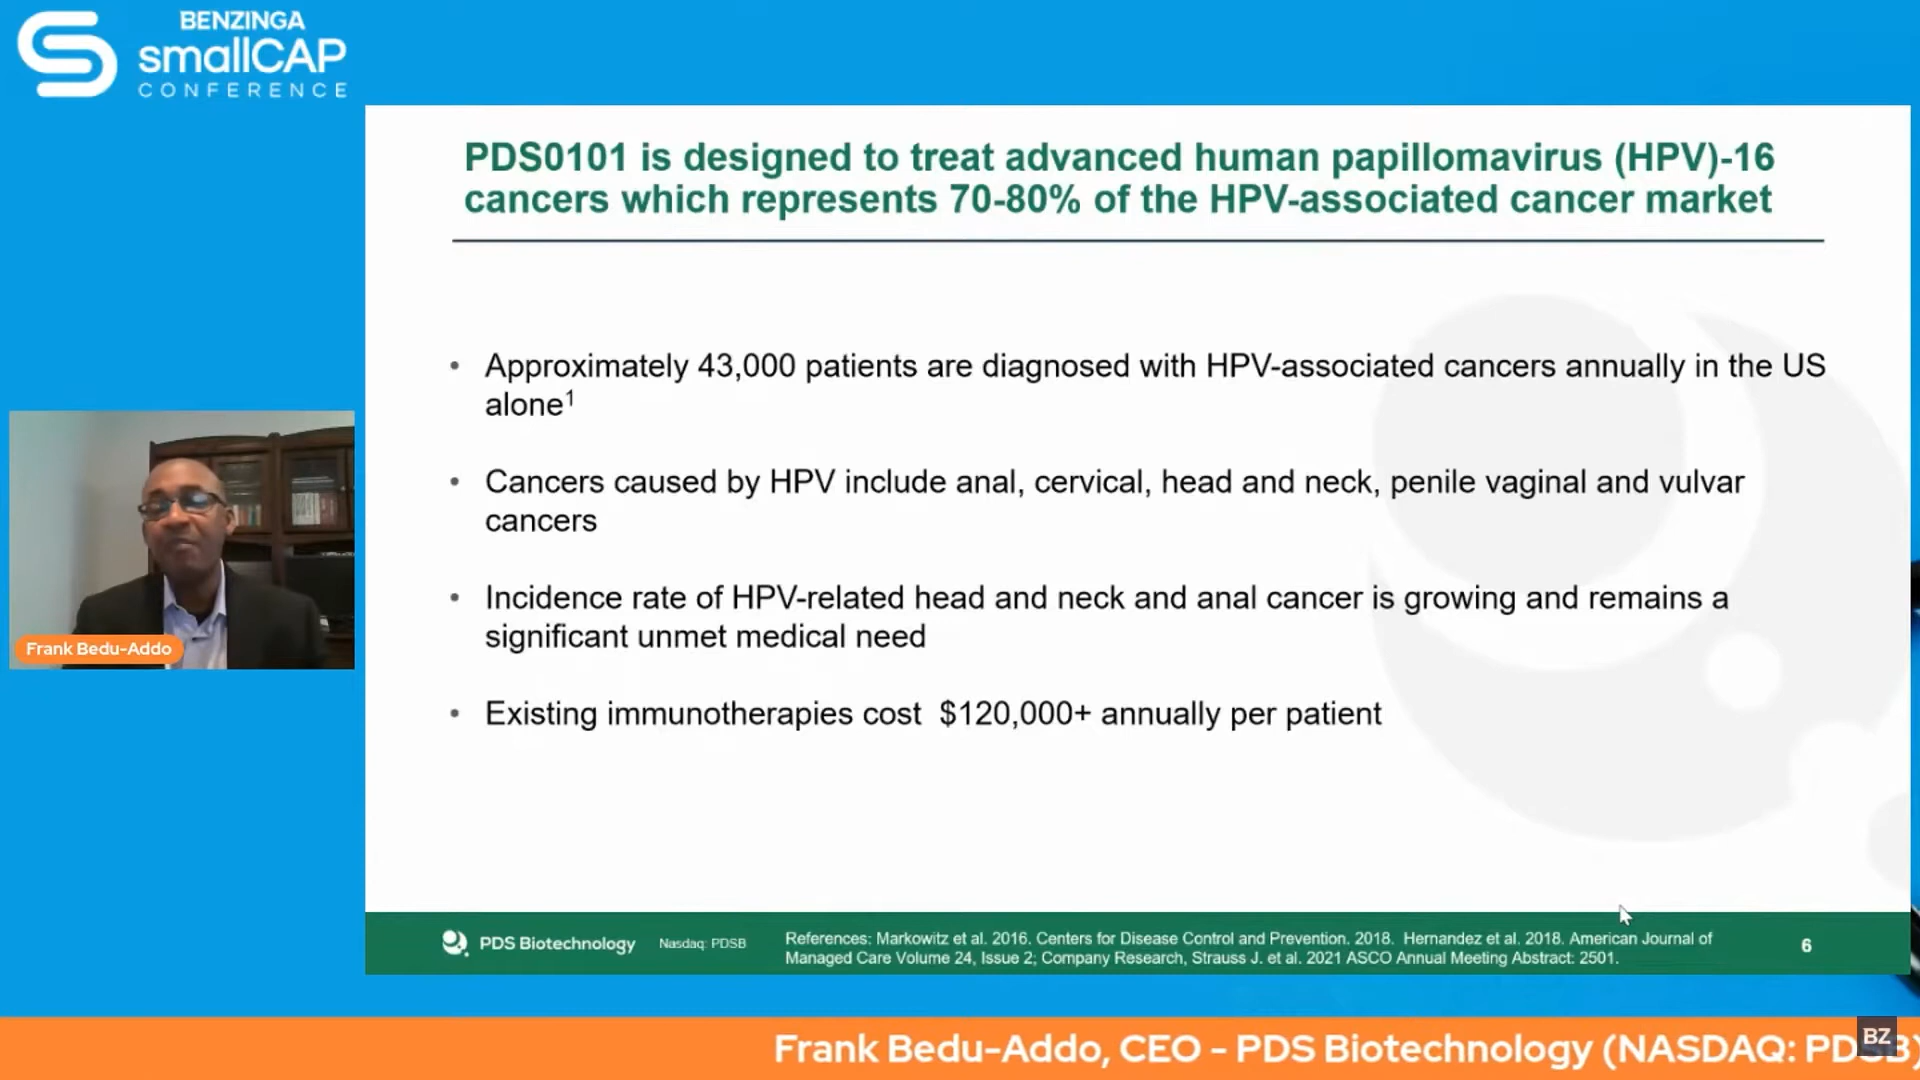 BENZINGA
smallCAP
CONFERENCE
PDS0101 is designed to treat advanced human papillomavirus (HPV)-16
cancers which represents 70-80% of the HPV-associated cancer market
• Approximately 43,000 patients are diagnosed with HPV-associated cancers annually in the US
alone¹
• Cancers caused by HPV include anal, cervical, head and neck, penile vaginal and vulvar
cancers
• Incidence rate of HPV-related head and neck and anal cancer is growing and remains a
significant unmet medical need
• Existing immunotherapies cost $120,000+ annually per patient
Frank Bedu-Addo
PDS Biotechnology
Nasdaq: PDSB
References: Markowitz et al. 2016. Centers for Disease Control and Prevention. 2018. Hernandez et al. 2018. American Journal of
Managed Care Volume 24, Issue 2; Company Research, Strauss J. et al. 2021 ASCO Annual Meeting Abstract: 2501.
6
Frank Bedu-Addo, CEO - PDS Biotechnology (NASDAQ: PDSB)
BZ